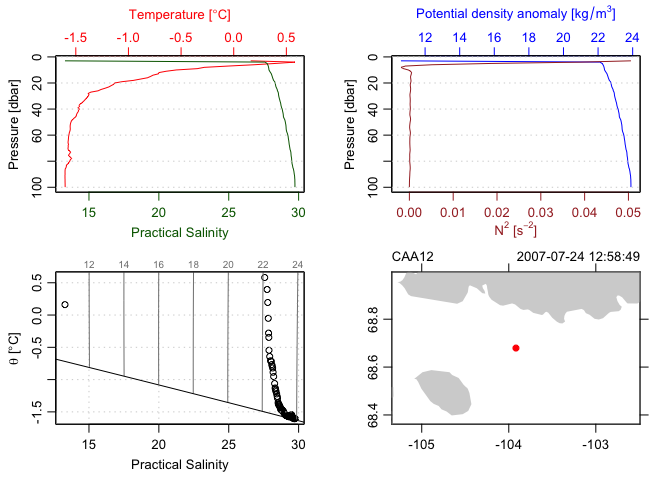 Temperature [°C]
-1.5 -1.0 -0.5 0.0 0.5
Pressure [dbar]
0
20
40
60
100
15 20 25 30
Practical Salinity
Potential density anomaly [kg/m³]
12 14 16 18 20 22 24
Pressure [dbar]
0
20
40
60
100
0.00 0.01 0.02 0.03 0.04 0.05
N² [s⁻²]
12 14 16 18 20 22 24
θ [°C]
0.5
0.0
-0.5
-1.5
15 20 25 30
Practical Salinity
CAA12 2007-07-24 12:58:49
68.8
68.6
68.4
-105 -104 -103